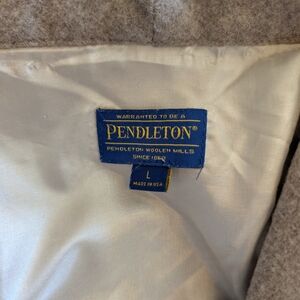 WARRANTED TO BE A
PENDLETON®
PENDLETON WOOLEN MILLS
SINCE 1863
L
MADE IN USA